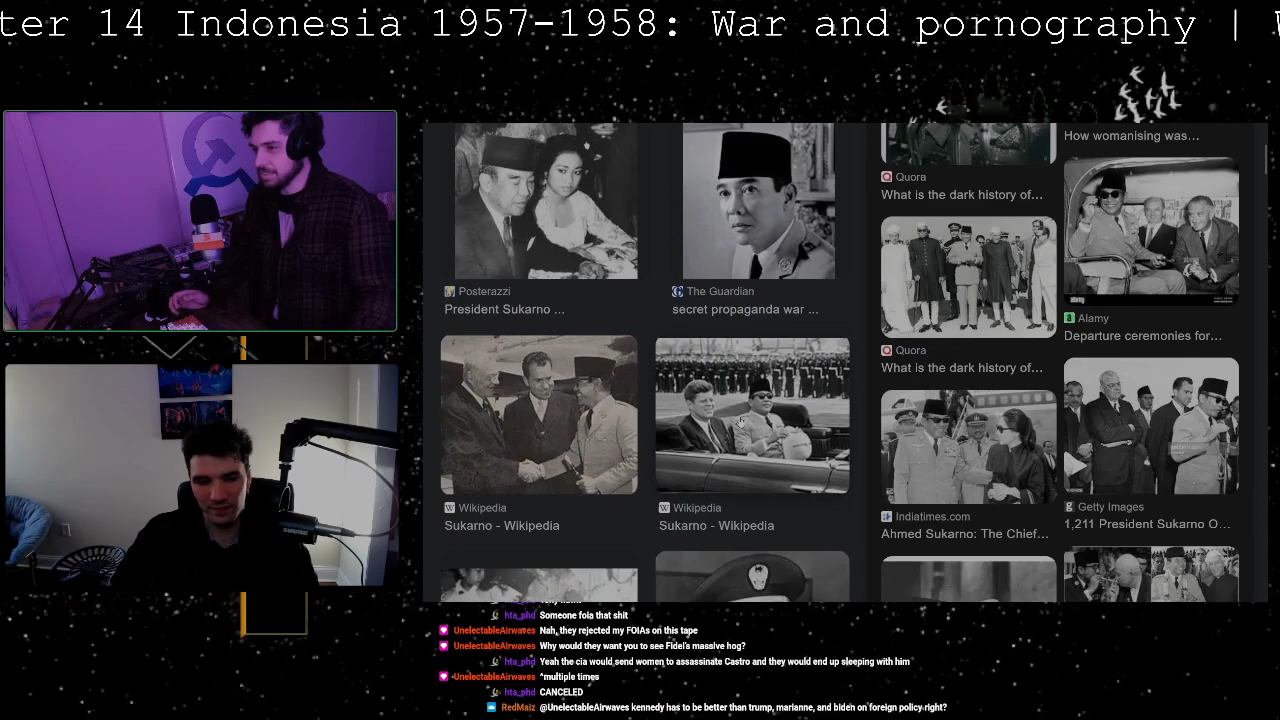 ter 14 Indonesia 1957-1958: War and pornography |
How womanising was...
Quora
What is the dark history of...
Posterazzi
President Sukarno ...
The Guardian
secret propaganda war ...
alamy
Alamy
Departure ceremonies for...
Quora
What is the dark history of...
Wikipedia
Sukarno - Wikipedia
Wikipedia
Sukarno - Wikipedia
Indiatimes.com
Ahmed Sukarno: The Chief...
Getty Images
1,211 President Sukarno O...
SHURE
hta_phd Someone foia that shit
UnelectableAirwaves Nah, they rejected my FOIAs on this tape
UnelectableAirwaves Why would they want you to see Fidel's massive hog?
hta_phd Yeah the cia would send women to assassinate Castro and they would end up sleeping with him
UnelectableAirwaves *multiple times
hta_phd CANCELED
RedMaiz @UnelectableAirwaves kennedy has to be better than trump, marianne, and biden on foreign policy right?